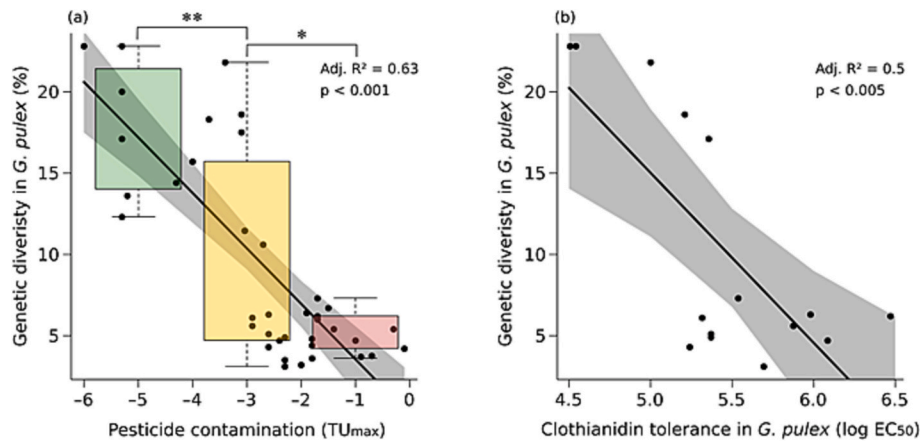 (a)
**
*
Adj. R² = 0.63
p < 0.001
Genetic diveristy in G. pulex (%)
20
15
10
5
–6 –5 –4 –3 –2 –1 0
Pesticide contamination (TUmax)
(b)
Adj. R² = 0.5
p < 0.005
Genetic diveristy in G. pulex (%)
20
15
10
5
4.5 5.0 5.5 6.0 6.5
Clothianidin tolerance in G. pulex (log EC50)